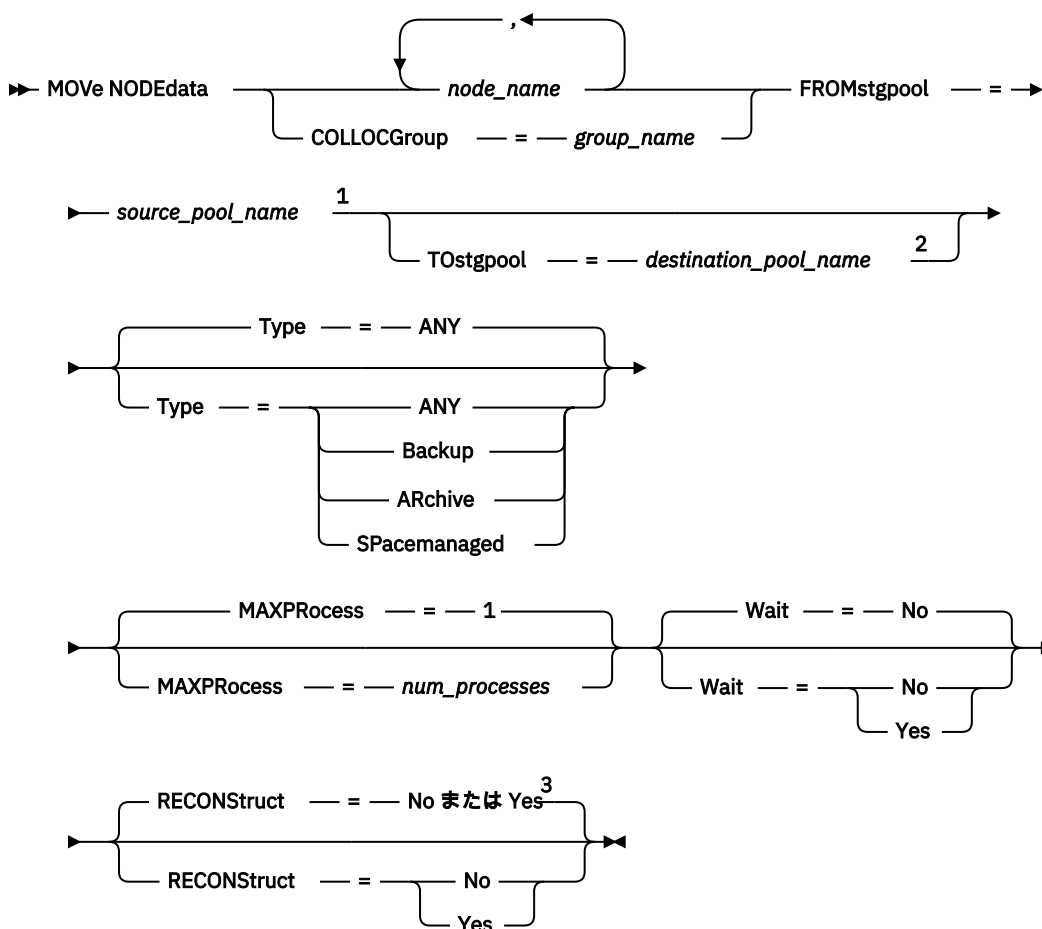 ,
MOVe NODEdata node_name FROMstgpool =
COLLOCGroup = group_name
source_pool_name 1
TOstgpool = destination_pool_name 2
Type = ANY
Type = ANY
Backup
ARchive
SPacemanaged
MAXPRocess = 1 Wait = No
MAXPRocess = num_processes Wait = No
Yes
RECONStruct = No または Yes 3
RECONStruct = No
Yes